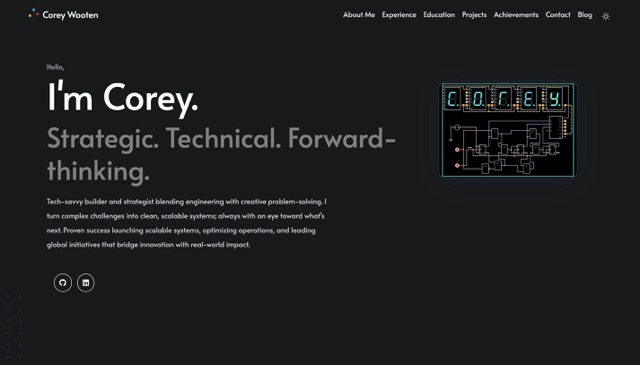 Corey Wooten
About Me Experience Education Projects Achievements Contact Blog
Hello,
I'm Corey.
Strategic. Technical. Forward-
thinking.
Tech-savvy builder and strategist blending engineering with creative problem-solving. I
turn complex challenges into clean, scalable systems; always with an eye toward what's
next. Proven success launching scalable systems, optimizing operations, and leading
global initiatives that bridge innovation with real-world impact.
C. O. R E Y.